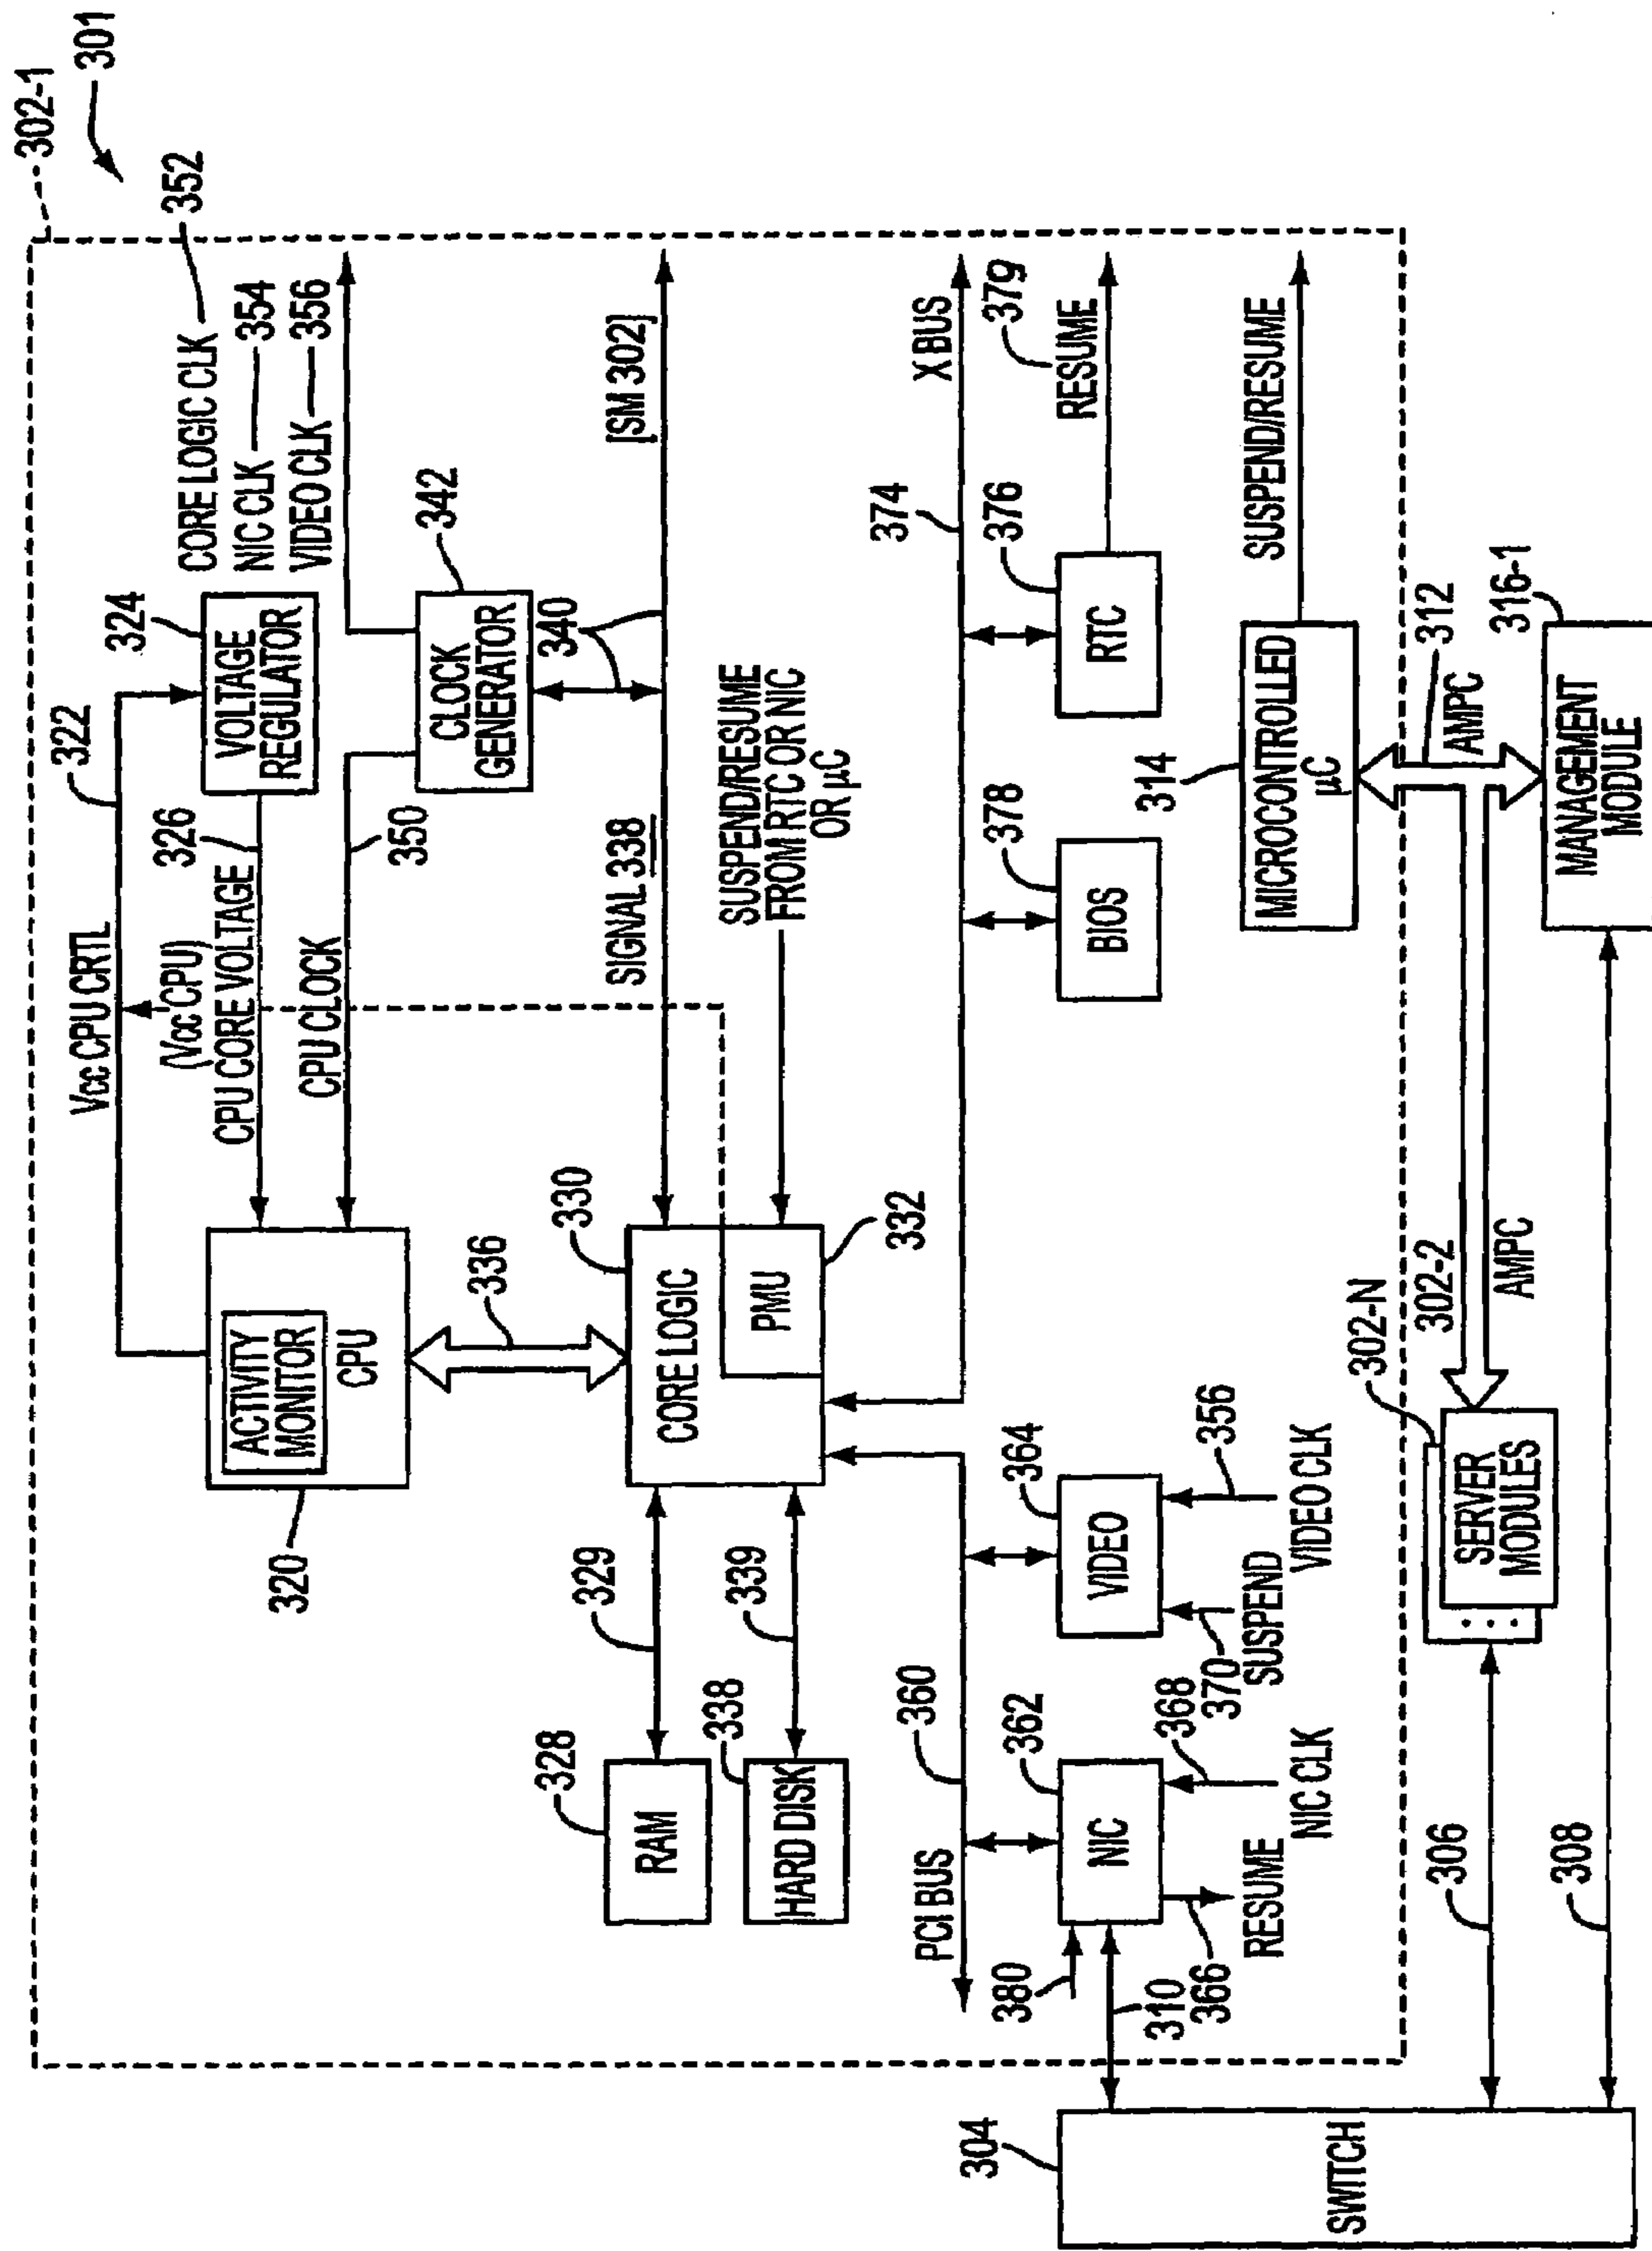 302-1
301
322
Vcc CPU CRTL
324
VOLTAGE
REGULATOR
CORE LOGIC CLK
352
NIC CLK
354
VIDEO CLK
356
(Vcc CPU)
326
CPU CORE VOLTAGE
ACTIVITY
MONITOR
CPU
320
CPU CLOCK
350
CLOCK
GENERATOR
342
336
340
[SM 302]
SIGNAL 338
SUSPEND/RESUME
FROM RTC OR NIC
OR µC
328
RAM
329
338
HARD DISK
339
330
CORE LOGIC
PMU
332
PCI BUS
360
374
X BUS
362
NIC
364
VIDEO
378
BIOS
376
RTC
379
RESUME
380
310
366
RESUME
368
NIC CLK
370
SUSPEND
356
VIDEO CLK
314
MICROCONTROLLED
µC
SUSPEND/RESUME
312
AMPC
302-N
302-2
AMPC
SERVER
MODULES
316-1
MANAGEMENT
MODULE
304
SWITCH
306
308